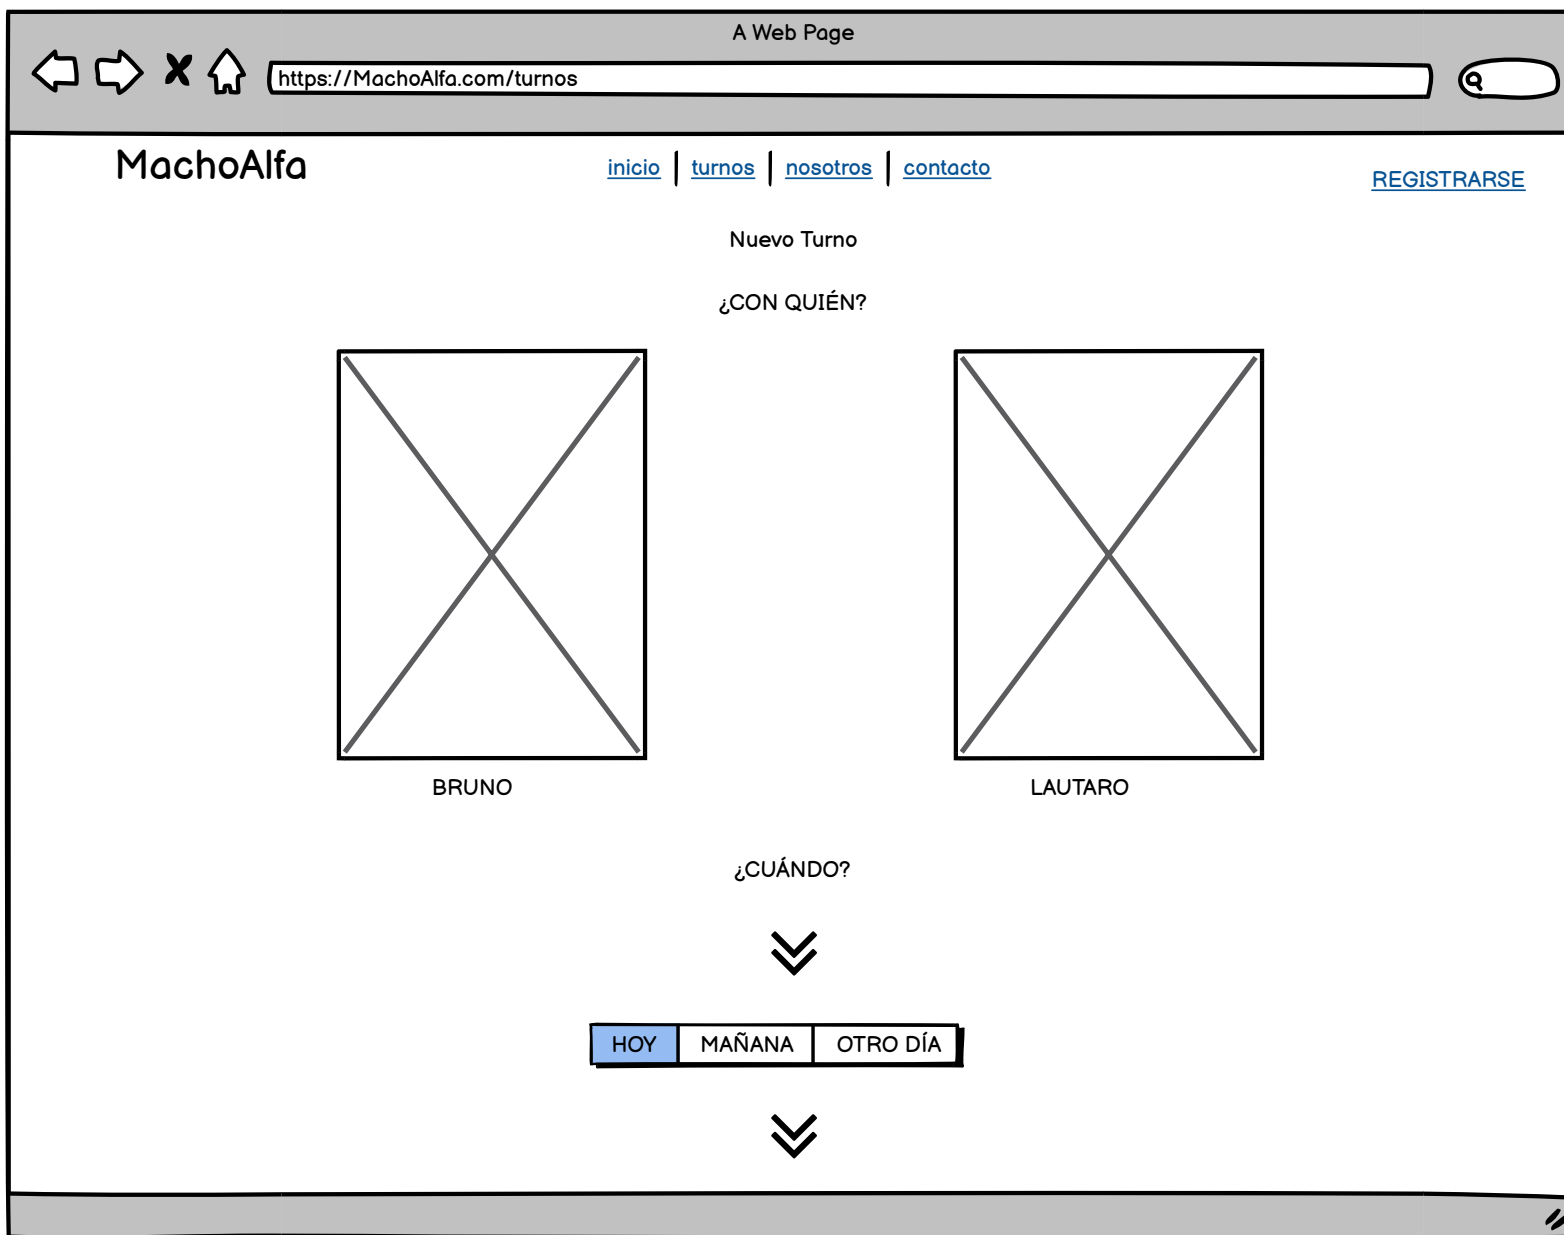 A Web Page
https://MachoAlfa.com/turnos
MachoAlfa
inicio | turnos | nosotros | contacto
REGISTRARSE
Nuevo Turno
¿CON QUIÉN?
BRUNO
LAUTARO
¿CUÁNDO?
HOY
MAÑANA
OTRO DÍA